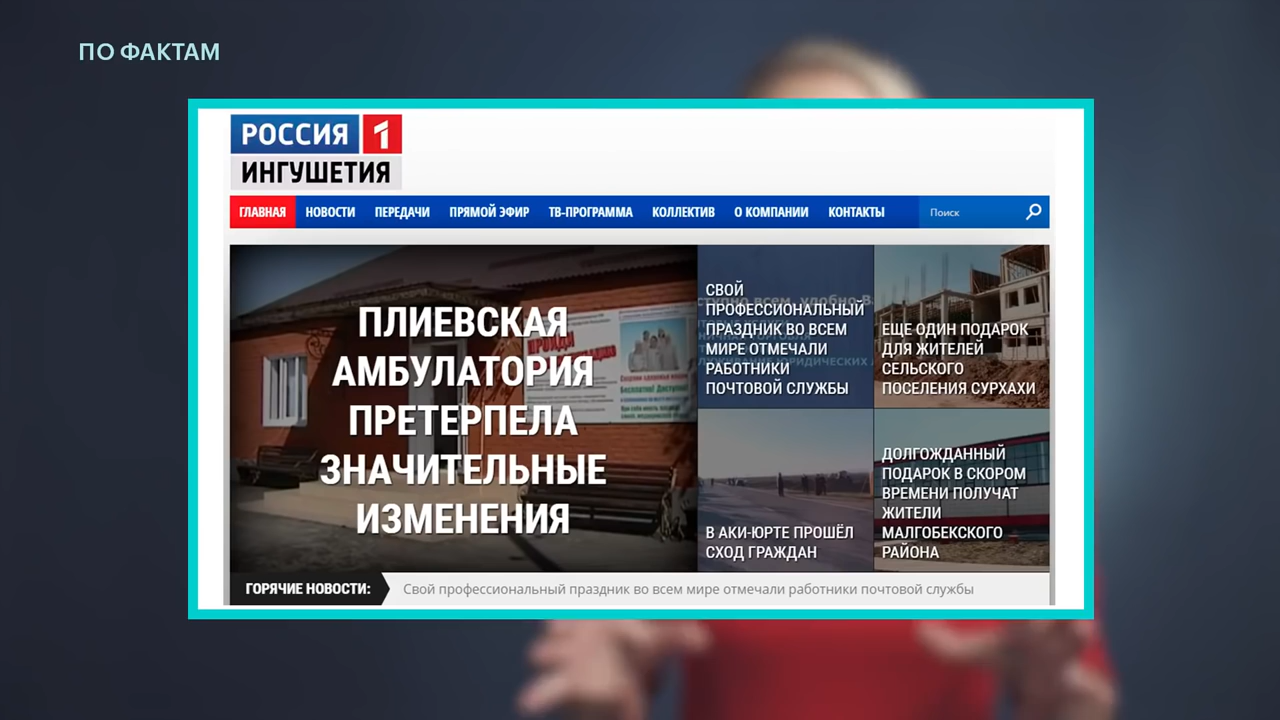 ПО ФАКТАМ
РОССИЯ 1
ИНГУШЕТИЯ
ГЛАВНАЯ НОВОСТИ ПЕРЕДАЧИ ПРЯМОЙ ЭФИР ТВ-ПРОГРАММА КОЛЛЕКТИВ О КОМПАНИИ КОНТАКТЫ Поиск
ПЛИЕВСКАЯ
АМБУЛАТОРИЯ
ПРЕТЕРПЕЛА
ЗНАЧИТЕЛЬНЫЕ
ИЗМЕНЕНИЯ
СВОЙ
ПРОФЕССИОНАЛЬНЫЙ
ПРАЗДНИК ВО ВСЕМ
МИРЕ ОТМЕЧАЛИ
РАБОТНИКИ
ПОЧТОВОЙ СЛУЖБЫ
ЕЩЕ ОДИН ПОДАРОК
ДЛЯ ЖИТЕЛЕЙ
СЕЛЬСКОГО
ПОСЕЛЕНИЯ СУРХАХИ
В АКИ-ЮРТЕ ПРОШЁЛ
СХОД ГРАЖДАН
ДОЛГОЖДАННЫЙ
ПОДАРОК В СКОРОМ
ВРЕМЕНИ ПОЛУЧАТ
ЖИТЕЛИ
МАЛГОБЕКСКОГО
РАЙОНА
ГОРЯЧИЕ НОВОСТИ: Свой профессиональный праздник во всем мире отмечали работники почтовой службы